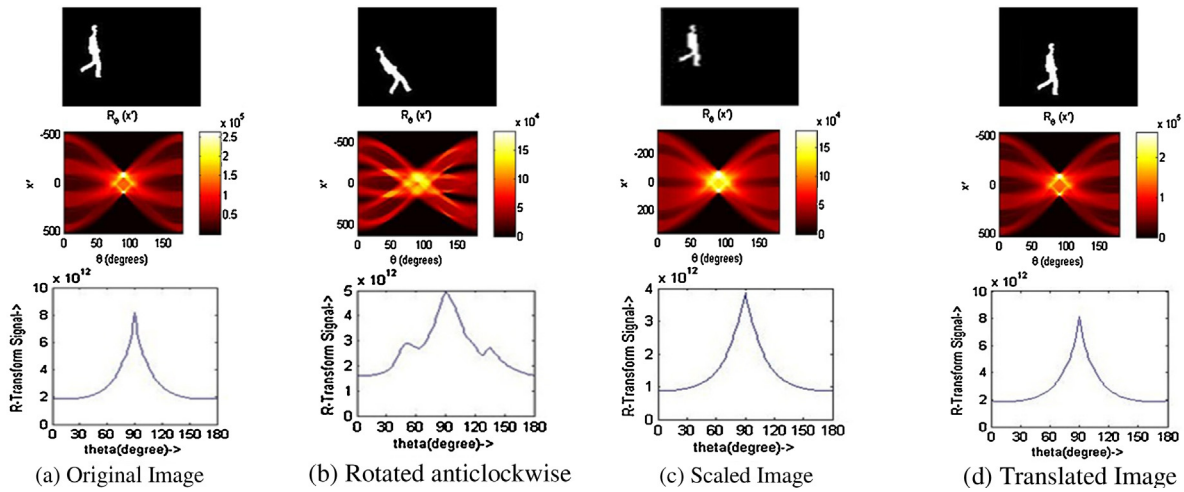 R_θ (x')
-500
0
500
x'
0 50 100 150
θ (degrees)
x 10^5
2.5
2
1.5
1
0.5
x 10^12
10
8
6
4
2
0
R-Transform Signal->
0 30 60 90 120 150 180
theta(degree)->
(a) Original Image
R_θ (x')
-500
0
500
x'
0 50 100 150
θ (degrees)
x 10^4
15
10
5
0
x 10^12
5
4
3
2
1
0
R-Transform Signal->
0 30 60 90 120 150 180
theta(degree)->
(b) Rotated anticlockwise
R_θ (x')
-200
0
200
x'
0 50 100 150
θ (degrees)
x 10^4
15
10
5
0
x 10^12
4
3
2
1
0
R-Transform Signal->
0 30 60 90 120 150 180
theta(degree)->
(c) Scaled Image
R_θ (x')
-500
0
500
x'
0 50 100 150
θ (degrees)
x 10^5
2
1
0
x 10^12
10
8
6
4
2
0
R-Transform Signal->
0 30 60 90 120 150 180
theta(degree)->
(d) Translated Image